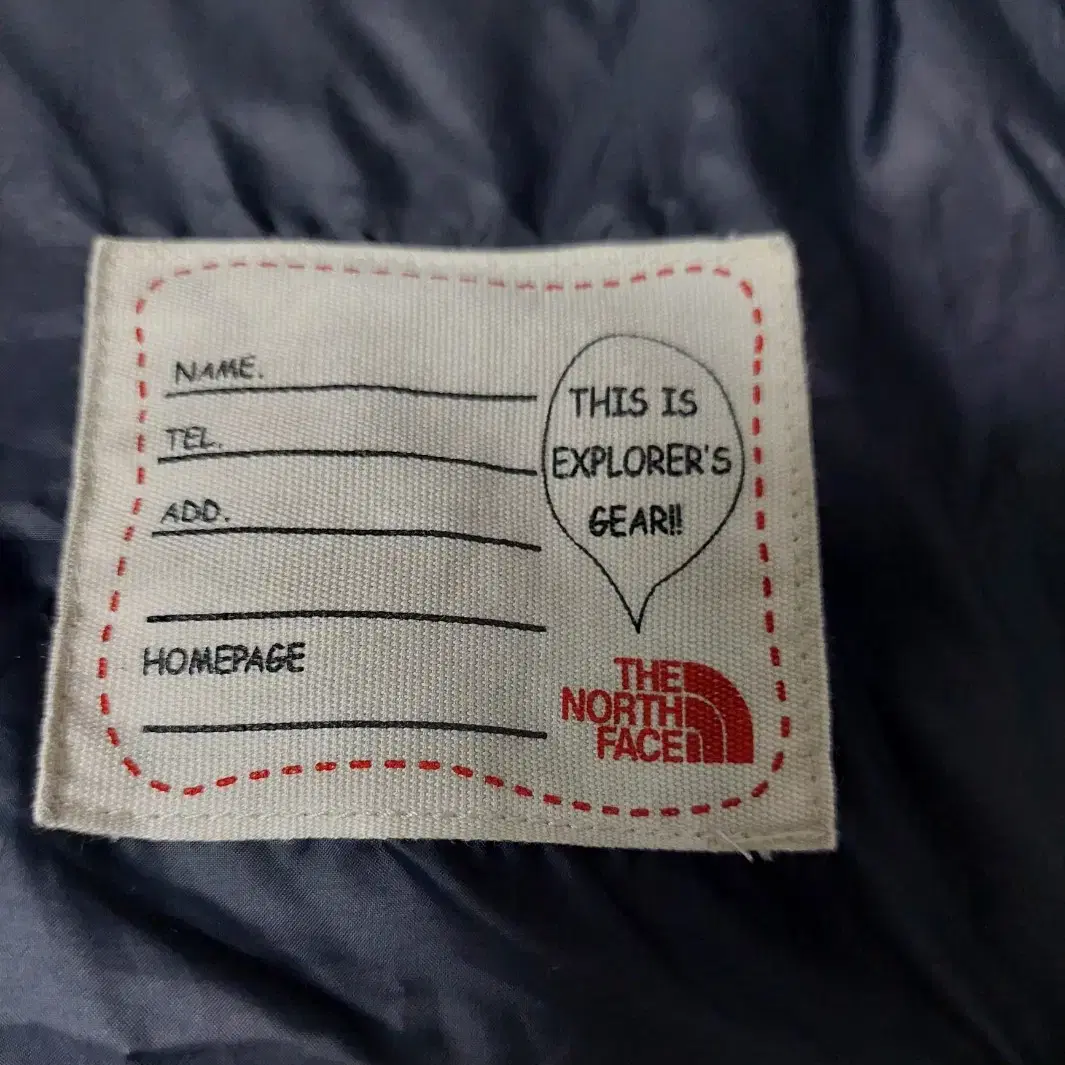 NAME.
TEL.
ADD.
HOMEPAGE
THIS IS
EXPLORER'S
GEAR!!
THE
NORTH
FACE